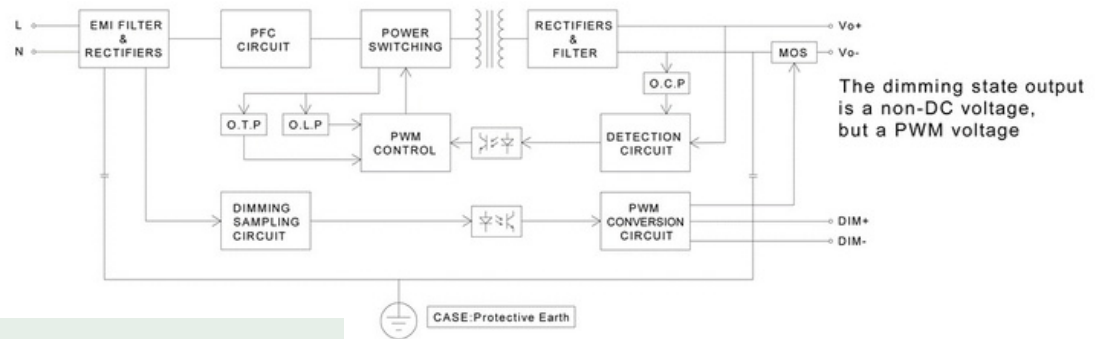 L
N
EMI FILTER
&
RECTIFIERS
PFC
CIRCUIT
POWER
SWITCHING
RECTIFIERS
&
FILTER
Vo+
Vo-
MOS
The dimming state output
is a non-DC voltage,
but a PWM voltage
O.C.P
O.T.P
O.L.P
PWM
CONTROL
DETECTION
CIRCUIT
DIMMING
SAMPLING
CIRCUIT
PWM
CONVERSION
CIRCUIT
DIM+
DIM-
CASE:Protective Earth